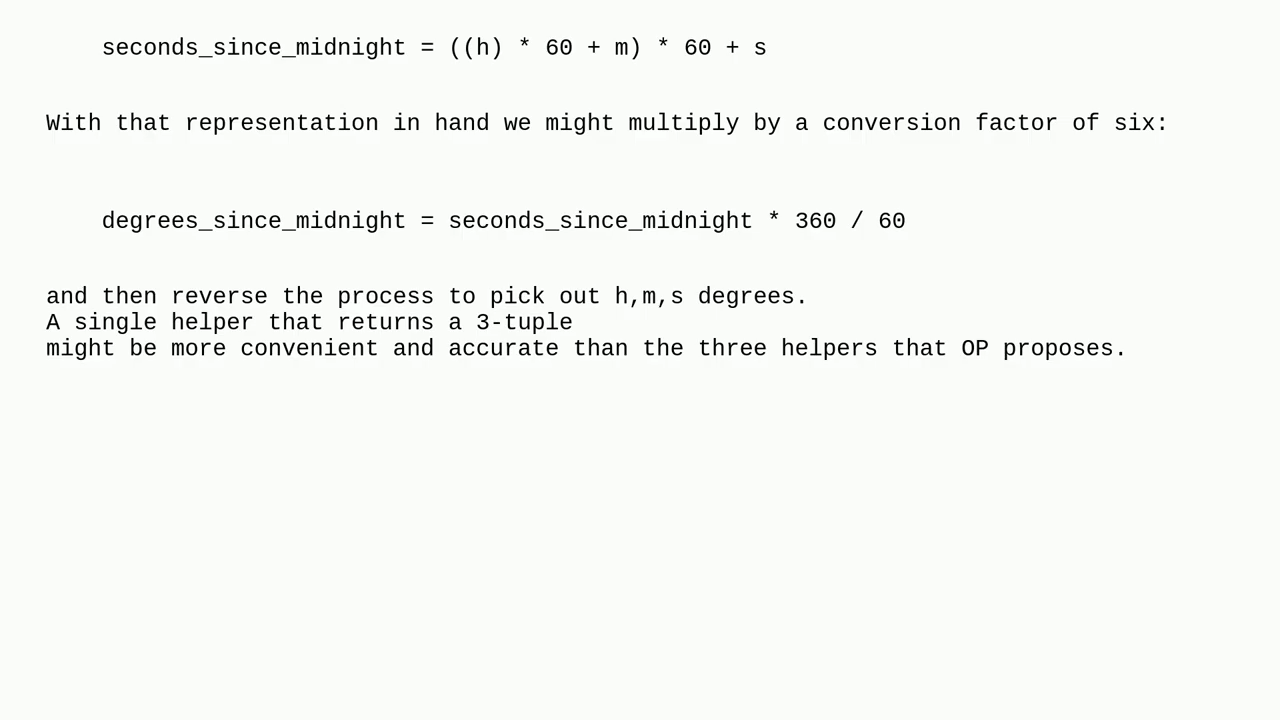 seconds_since_midnight = ((h) * 60 + m) * 60 + s
With that representation in hand we might multiply by a conversion factor of six:
degrees_since_midnight = seconds_since_midnight * 360 / 60
and then reverse the process to pick out h,m,s degrees.
A single helper that returns a 3-tuple
might be more convenient and accurate than the three helpers that OP proposes.